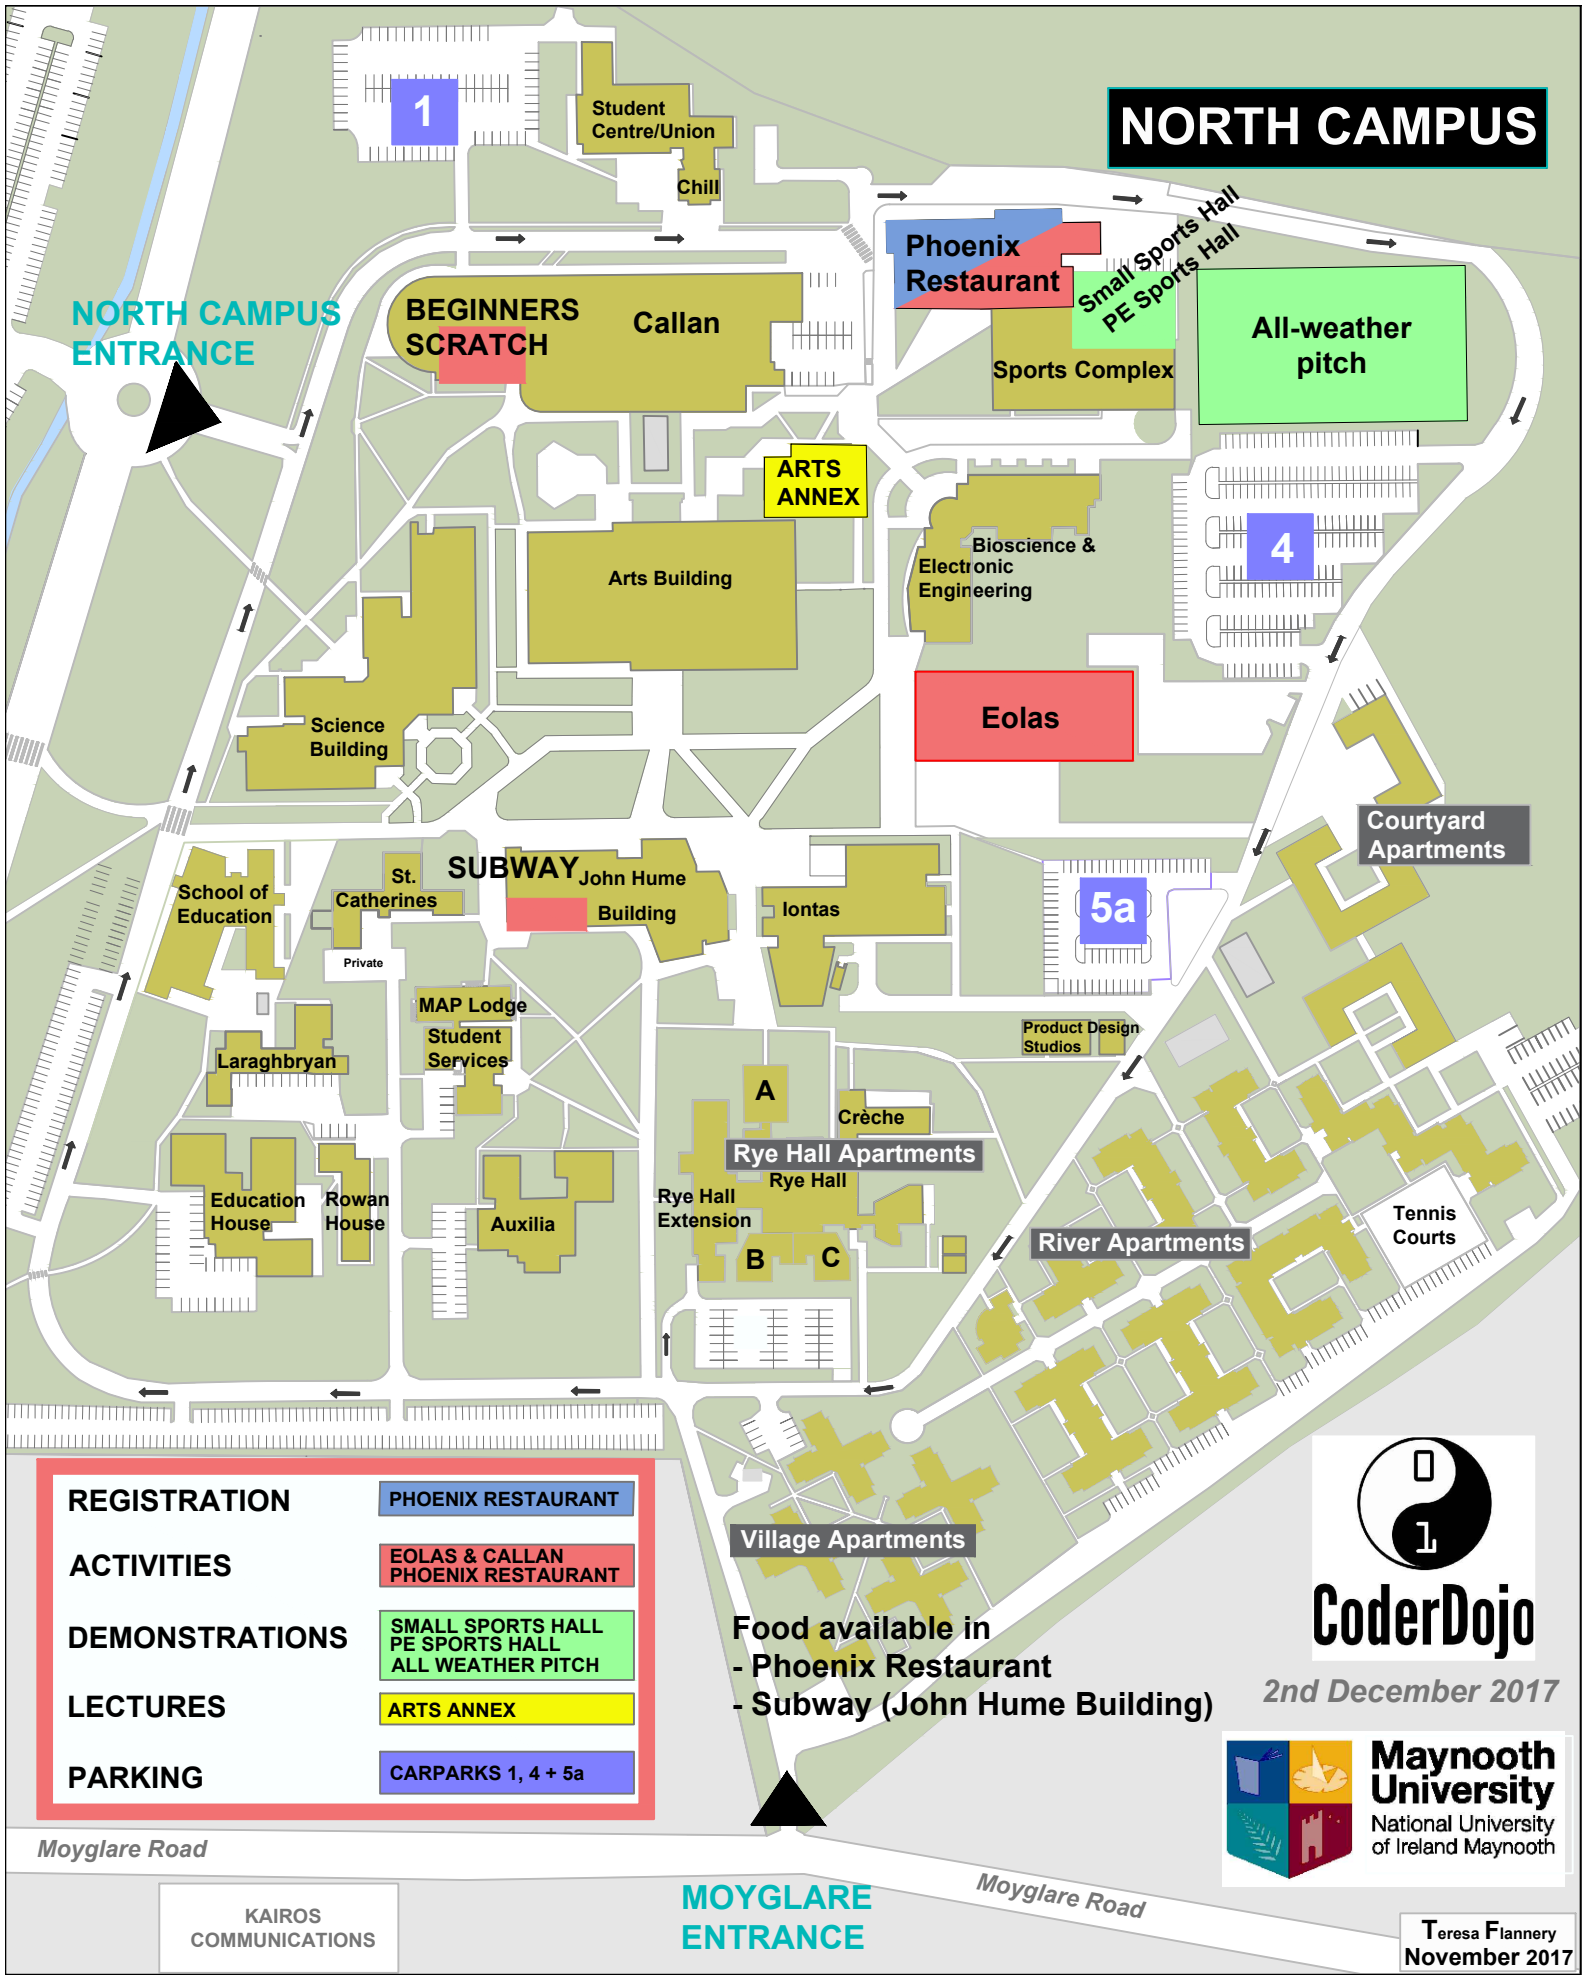 1
Student
Centre/Union
Chill
NORTH CAMPUS
Phoenix
Restaurant
Small Sports Hall
PE Sports Hall
NORTH CAMPUS
ENTRANCE
BEGINNERS
SCRATCH
Callan
Sports Complex
All-weather
pitch
ARTS
ANNEX
Arts Building
Bioscience &
Electronic
Engineering
4
Science
Building
Eolas
Courtyard
Apartments
School of
Education
St.
Catherines
Private
SUBWAY
John Hume
Building
Iontas
5a
MAP Lodge
Student
Services
Laraghbryan
Product Design
Studios
A
Crèche
Rye Hall Apartments
Rye Hall
Rye Hall
Extension
B
C
Education
House
Rowan
House
Auxilia
River Apartments
Tennis
Courts
REGISTRATION
PHOENIX RESTAURANT
ACTIVITIES
EOLAS & CALLAN
PHOENIX RESTAURANT
DEMONSTRATIONS
SMALL SPORTS HALL
PE SPORTS HALL
ALL WEATHER PITCH
LECTURES
ARTS ANNEX
PARKING
CARPARKS 1, 4 + 5a
Village Apartments
Food available in
- Phoenix Restaurant
- Subway (John Hume Building)
0
1
CoderDojo
2nd December 2017
Maynooth
University
National University
of Ireland Maynooth
Moyglare Road
MOYGLARE
ENTRANCE
Moyglare Road
KAIROS
COMMUNICATIONS
Teresa Flannery
November 2017